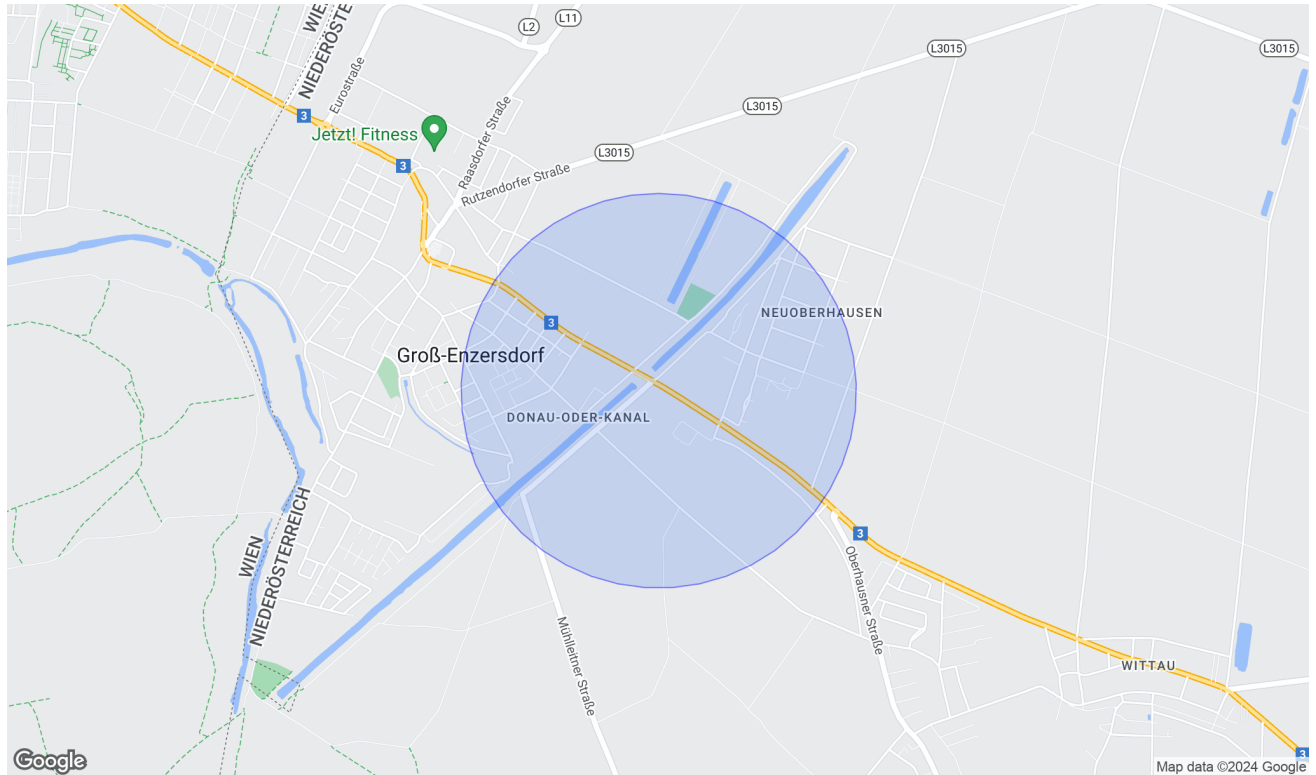 L2
L11
L3015
L3015
WIEN
NIEDERÖSTERREICH
Eurostraße
3
Jetzt! Fitness
3
Raasdorfer Straße
L3015
L3015
Rutzendorfer Straße
3
NEUOBERHAUSEN
Groß-Enzersdorf
DONAU-ODER-KANAL
WIEN
NIEDERÖSTERREICH
3
Oberhausner Straße
Mühlleitner Straße
WITTAU
3
Google
Map data ©2024 Google